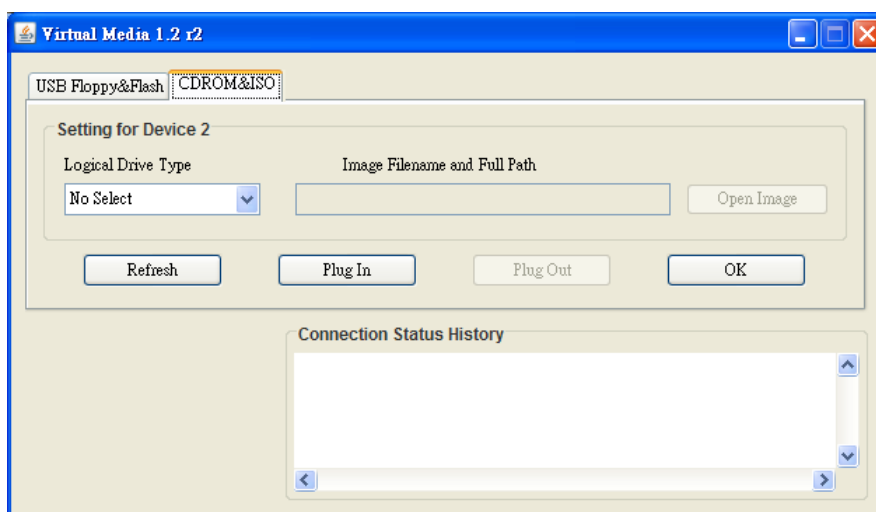 Virtual Media 1.2 r2
USB Floppy&Flash CDROM&ISO
Setting for Device 2
Logical Drive Type Image Filename and Full Path
No Select Open Image
Refresh Plug In Plug Out OK
Connection Status History